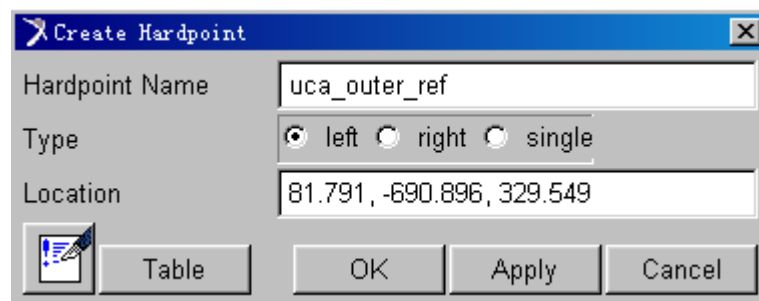 Create Hardpoint
Hardpoint Name uca_outer_ref
Type left right single
Location 81.791, -690.896, 329.549
Table OK Apply Cancel